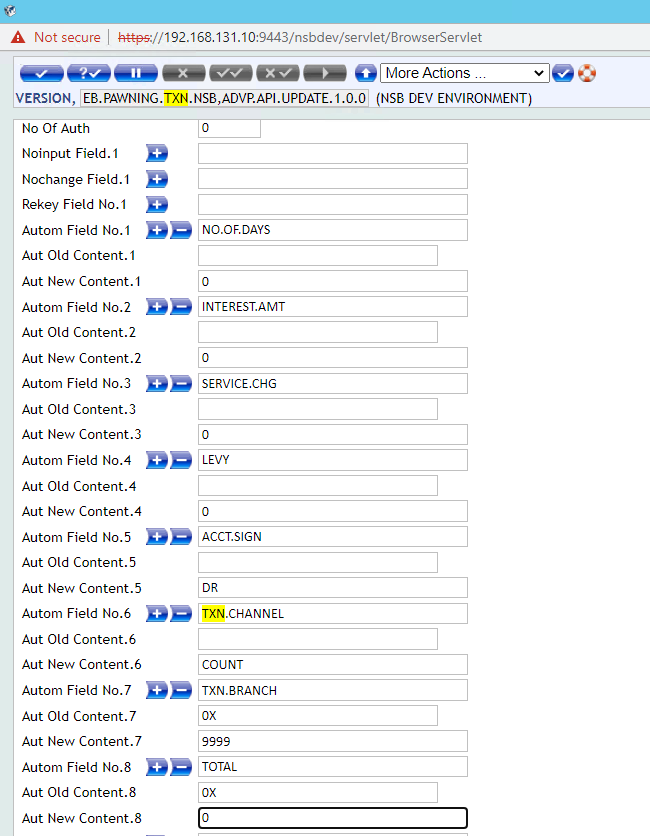 Not secure | https://192.168.131.10:9443/nsbdev/servlet/BrowserServlet
More Actions ...
VERSION, EB.PAWNING.TXN.NSB,ADVP.API.UPDATE.1.0.0 (NSB DEV ENVIRONMENT)
No Of Auth 0
Noinput Field.1
Nochange Field.1
Rekey Field No.1
Autom Field No.1 NO.OF.DAYS
Aut Old Content.1
Aut New Content.1 0
Autom Field No.2 INTEREST.AMT
Aut Old Content.2
Aut New Content.2 0
Autom Field No.3 SERVICE.CHG
Aut Old Content.3
Aut New Content.3 0
Autom Field No.4 LEVY
Aut Old Content.4
Aut New Content.4 0
Autom Field No.5 ACCT.SIGN
Aut Old Content.5
Aut New Content.5 DR
Autom Field No.6 TXN.CHANNEL
Aut Old Content.6
Aut New Content.6 COUNT
Autom Field No.7 TXN.BRANCH
Aut Old Content.7 0X
Aut New Content.7 9999
Autom Field No.8 TOTAL
Aut Old Content.8 0X
Aut New Content.8 0